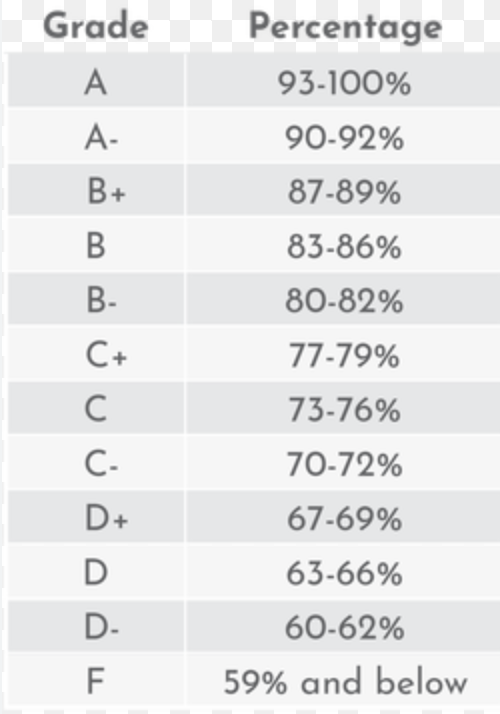 Grade Percentage
A 93-100%
A- 90-92%
B+ 87-89%
B 83-86%
B- 80-82%
C+ 77-79%
C 73-76%
C- 70-72%
D+ 67-69%
D 63-66%
D- 60-62%
F 59% and below